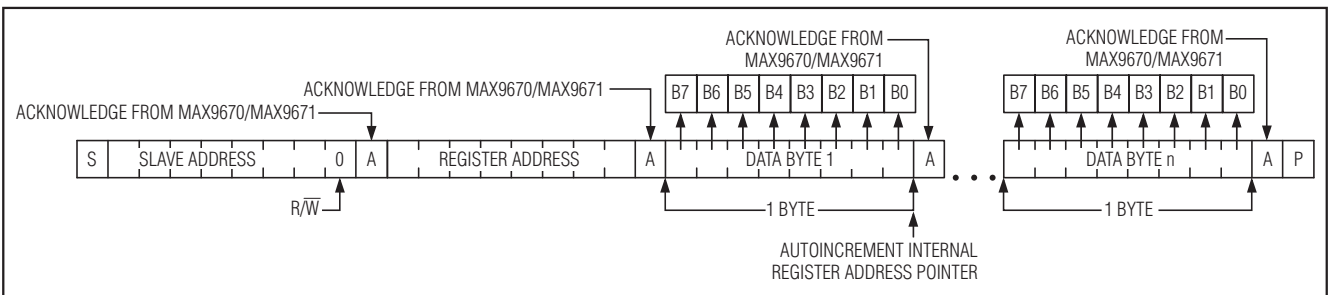 ACKNOWLEDGE FROM
MAX9670/MAX9671
ACKNOWLEDGE FROM
MAX9670/MAX9671
ACKNOWLEDGE FROM MAX9670/MAX9671
B7 B6 B5 B4 B3 B2 B1 B0
B7 B6 B5 B4 B3 B2 B1 B0
ACKNOWLEDGE FROM MAX9670/MAX9671
S SLAVE ADDRESS 0 A REGISTER ADDRESS A DATA BYTE 1 A DATA BYTE n A P
R/W̅
1 BYTE
1 BYTE
AUTOINCREMENT INTERNAL
REGISTER ADDRESS POINTER